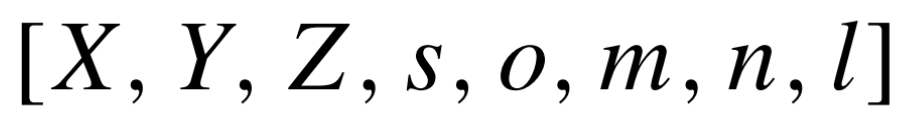 [X, Y, Z, s, o, m, n, l]